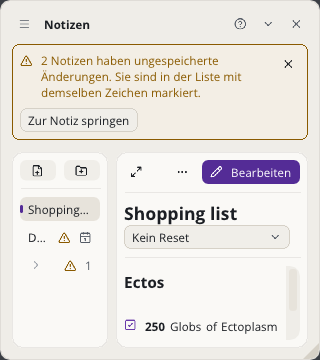 Notizen
2 Notizen haben ungespeicherte
Änderungen. Sie sind in der Liste mit
demselben Zeichen markiert.
Zur Notiz springen
Bearbeiten
Shopping...
D...
1
Shopping list
Kein Reset
Ectos
250 Globs of Ectoplasm